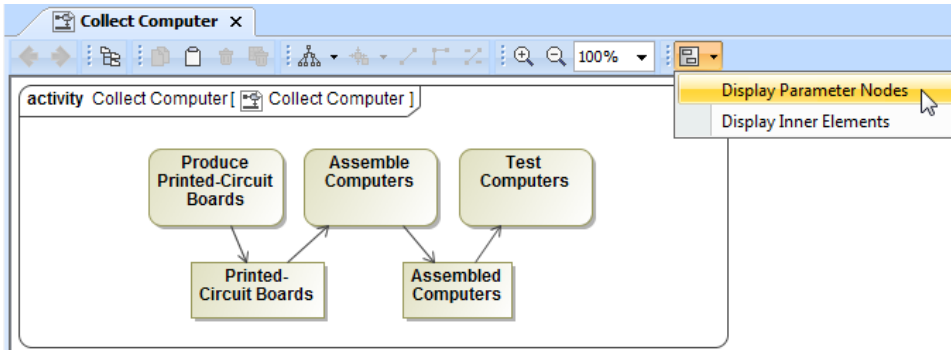 Collect Computer X
100%
Display Parameter Nodes
Display Inner Elements
activity Collect Computer[ Collect Computer ]
Produce
Printed-Circuit
Boards
Assemble
Computers
Test
Computers
Printed-
Circuit Boards
Assembled
Computers